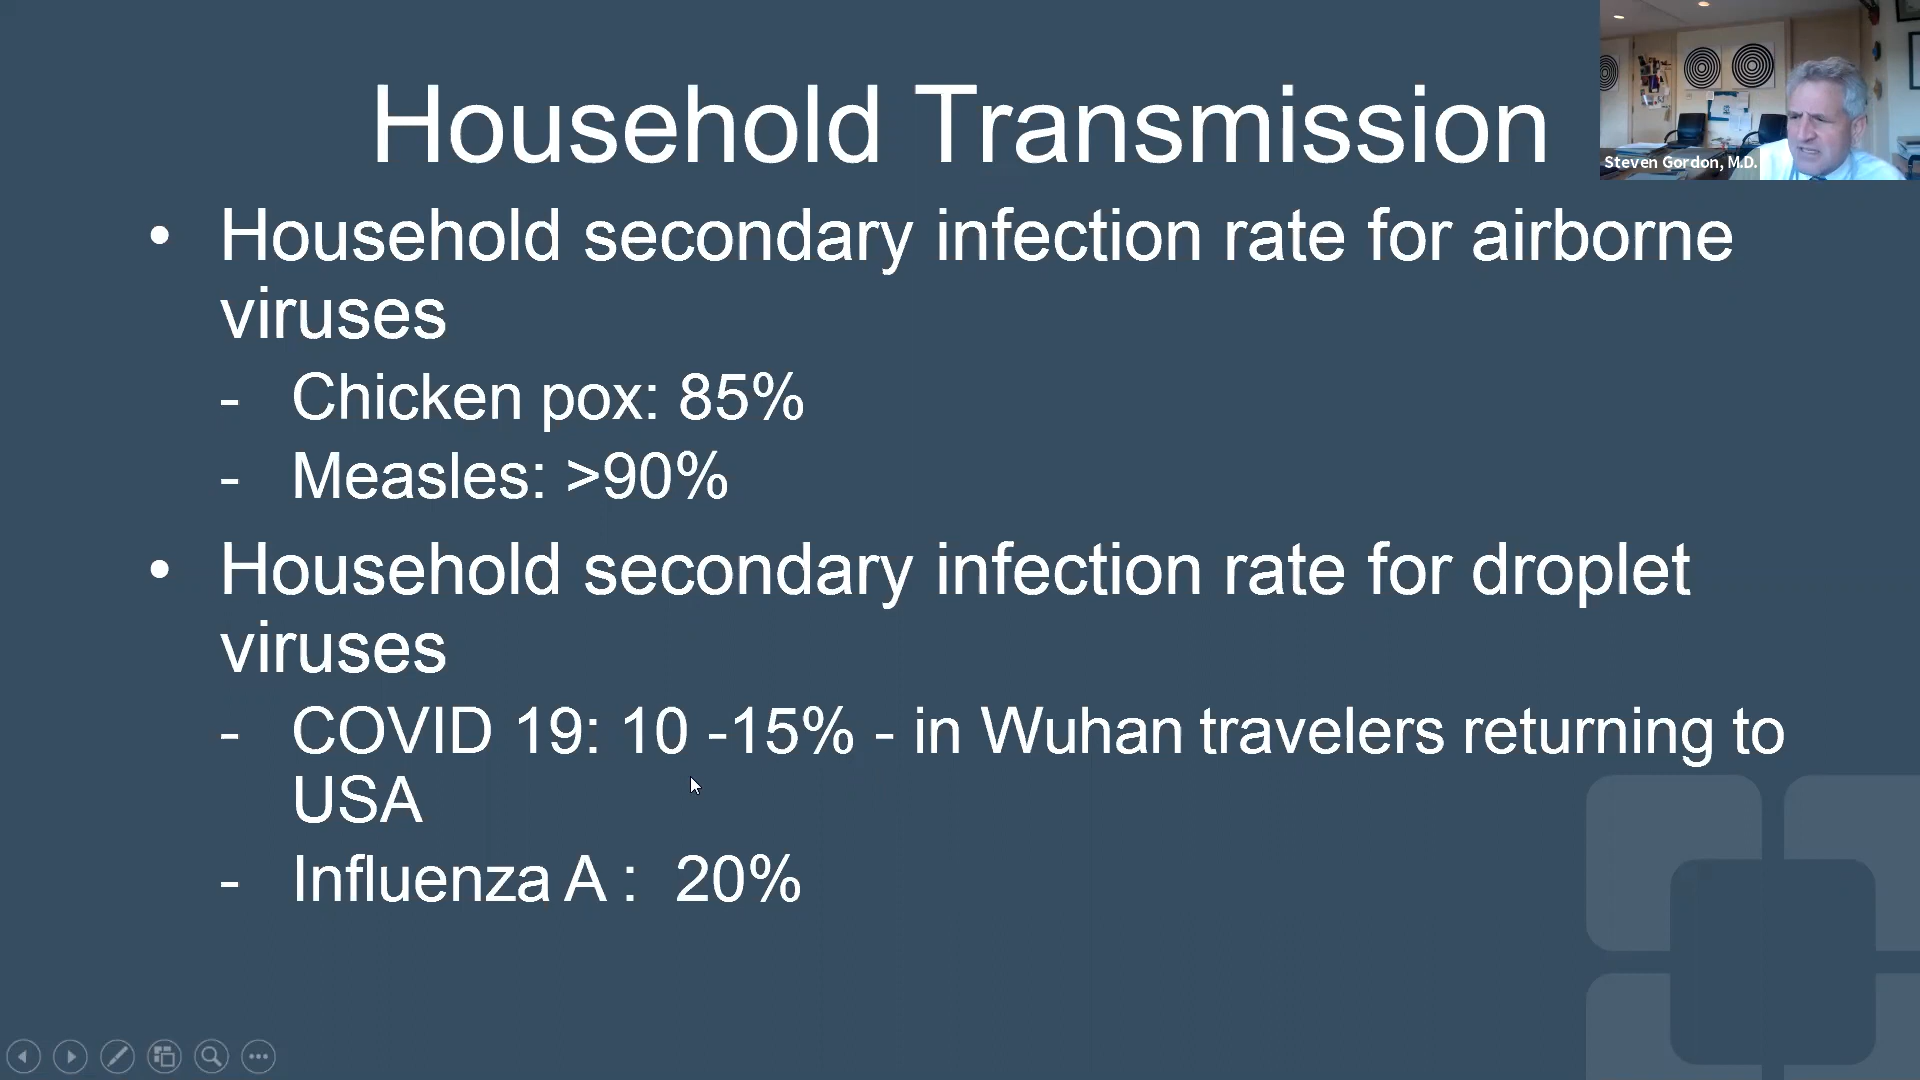 Household Transmission
Steven Gordon, M.D.
• Household secondary infection rate for airborne
viruses
- Chicken pox: 85%
- Measles: >90%
• Household secondary infection rate for droplet
viruses
- COVID 19: 10 -15% - in Wuhan travelers returning to
USA
- Influenza A :  20%